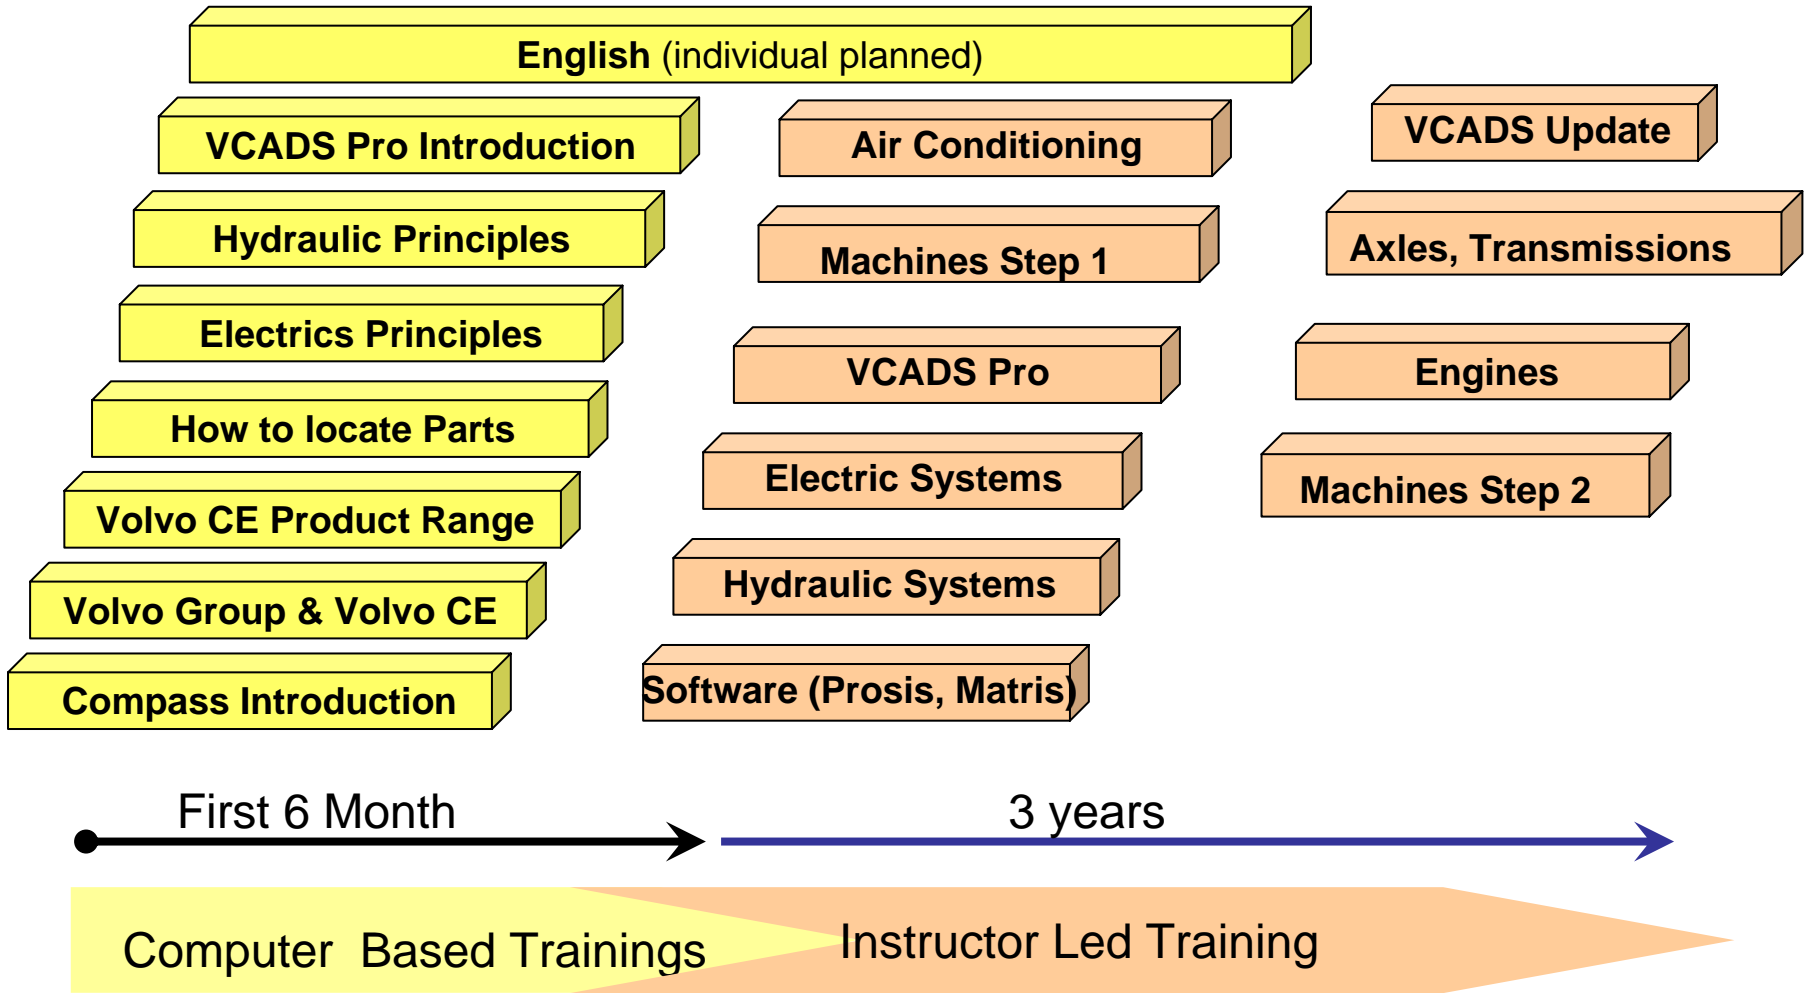 English (individual planned)
VCADS Pro Introduction
Hydraulic Principles
Electrics Principles
How to locate Parts
Volvo CE Product Range
Volvo Group & Volvo CE
Compass Introduction
Air Conditioning
Machines Step 1
VCADS Pro
Electric Systems
Hydraulic Systems
Software (Prosis, Matris)
VCADS Update
Axles, Transmissions
Engines
Machines Step 2
First 6 Month
3 years
Computer  Based Trainings
Instructor Led Training